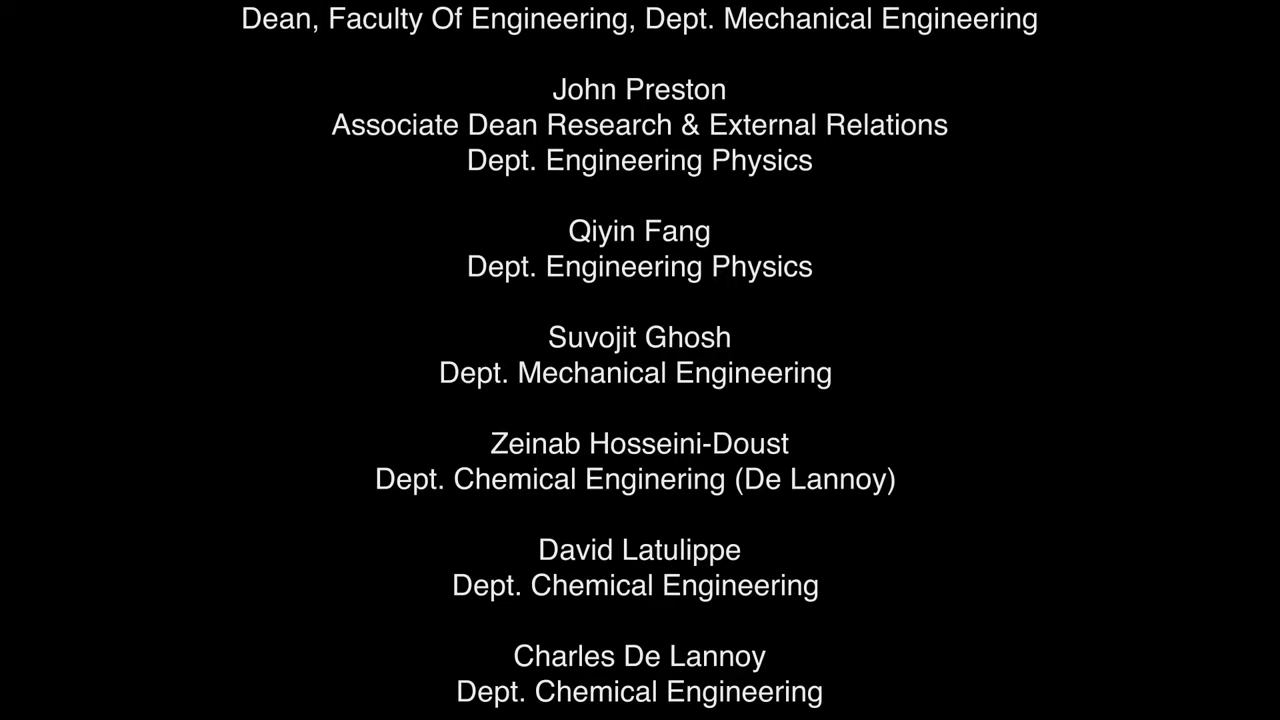 Dean, Faculty Of Engineering, Dept. Mechanical Engineering
John Preston
Associate Dean Research & External Relations
Dept. Engineering Physics
Qiyin Fang
Dept. Engineering Physics
Suvojit Ghosh
Dept. Mechanical Engineering
Zeinab Hosseini-Doust
Dept. Chemical Enginering (De Lannoy)
David Latulippe
Dept. Chemical Engineering
Charles De Lannoy
Dept. Chemical Engineering